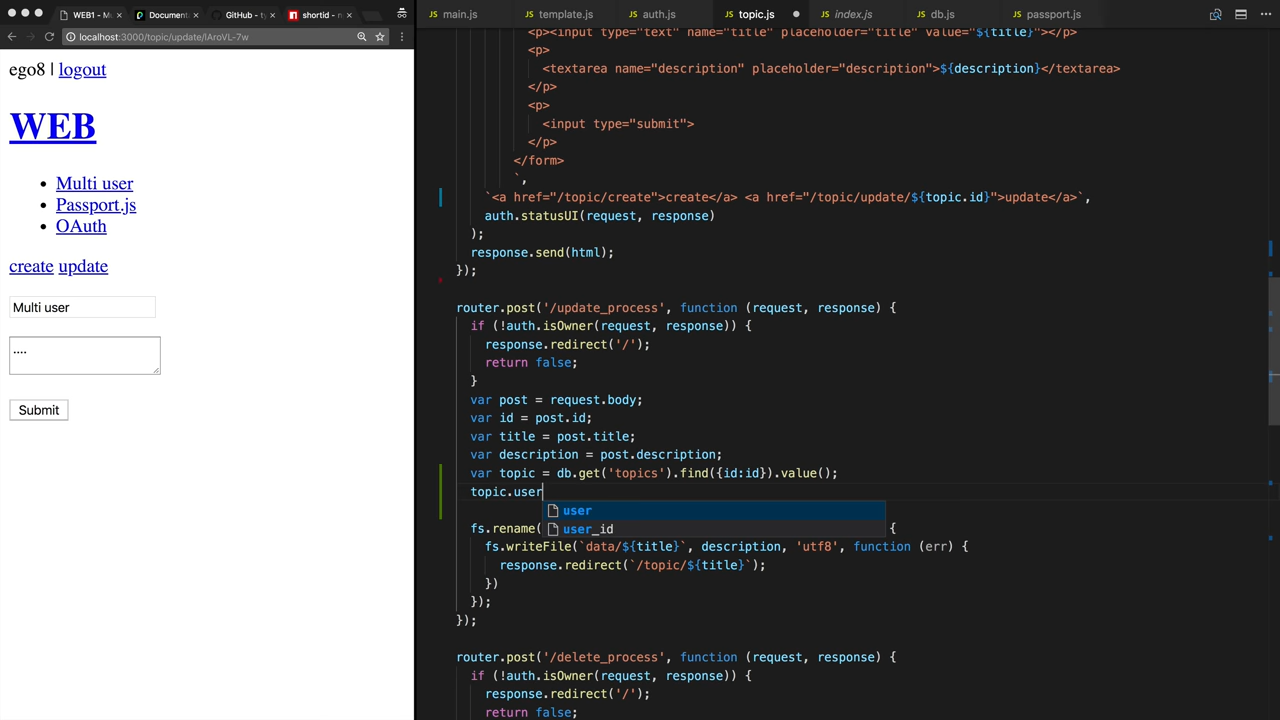 WEB1 - Mu
Documenta
GitHub - ty
shortid - n
localhost:3000/topic/update/lAroVL-7w
ego8 | logout
WEB
Multi user
Passport.js
OAuth
create update
Multi user
....
Submit
main.js
template.js
auth.js
topic.js
index.js
db.js
passport.js
<p><input type="text" name="title" placeholder="title" value="${title}"></p>
<p>
<textarea name="description" placeholder="description">${description}</textarea>
</p>
<p>
<input type="submit">
</p>
</form>
`,
`<a href="/topic/create">create</a> <a href="/topic/update/${topic.id}">update</a>`,
auth.statusUI(request, response)
);
response.send(html);
});
router.post('/update_process', function (request, response) {
if (!auth.isOwner(request, response)) {
response.redirect('/');
return false;
}
var post = request.body;
var id = post.id;
var title = post.title;
var description = post.description;
var topic = db.get('topics').find({id:id}).value();
topic.user
user
user_id
fs.rename( {
fs.writeFile(`data/${title}`, description, 'utf8', function (err) {
response.redirect(`/topic/${title}`);
})
});
});
router.post('/delete_process', function (request, response) {
if (!auth.isOwner(request, response)) {
response.redirect('/');
return false;